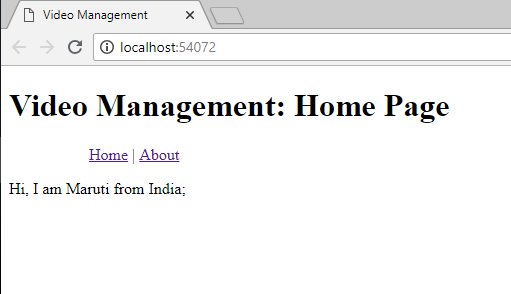 Video Management
localhost:54072
Video Management: Home Page
Home | About
Hi, I am Maruti from India;